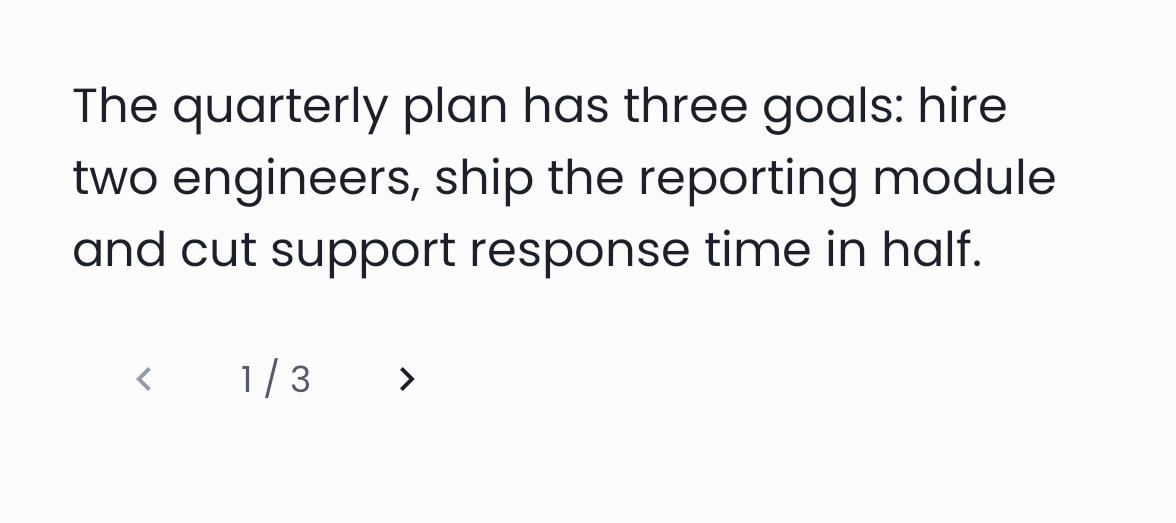 The quarterly plan has three goals: hire
two engineers, ship the reporting module
and cut support response time in half.
1 / 3